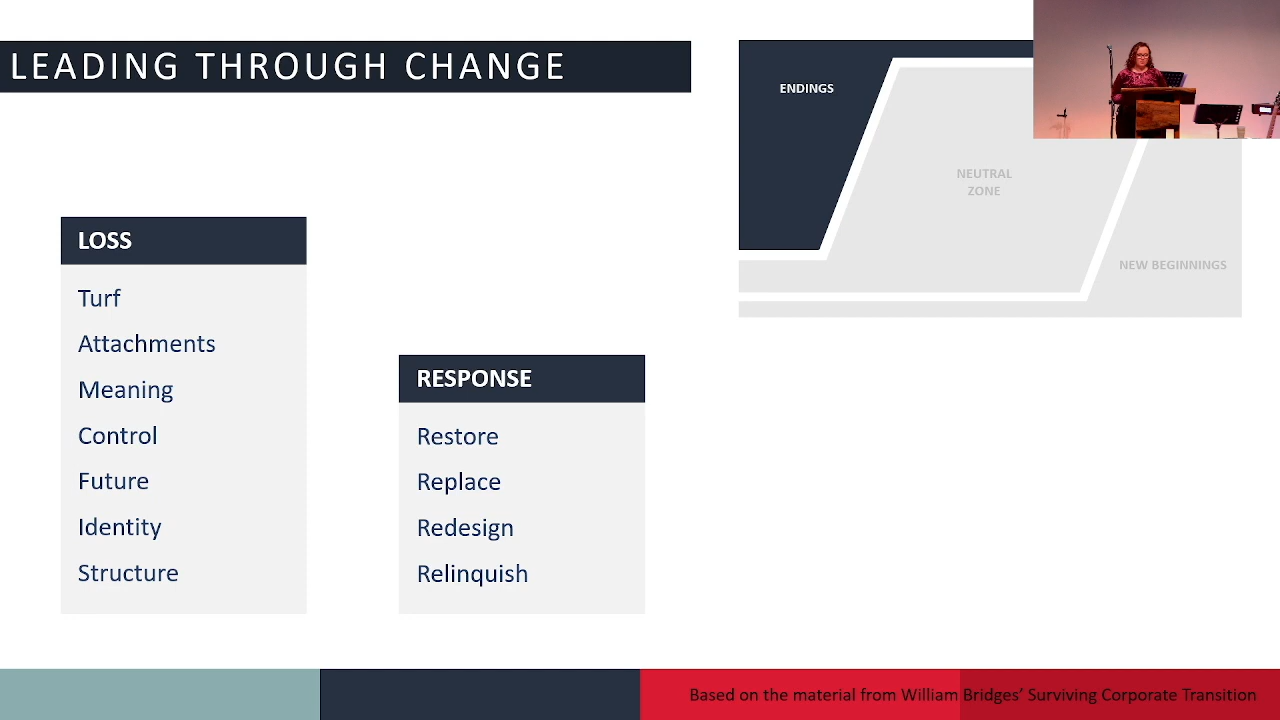 LEADING THROUGH CHANGE
ENDINGS
NEUTRAL
ZONE
NEW BEGINNINGS
LOSS
Turf
Attachments
Meaning
Control
Future
Identity
Structure
RESPONSE
Restore
Replace
Redesign
Relinquish
Based on the material from William Bridges’ Surviving Corporate Transition